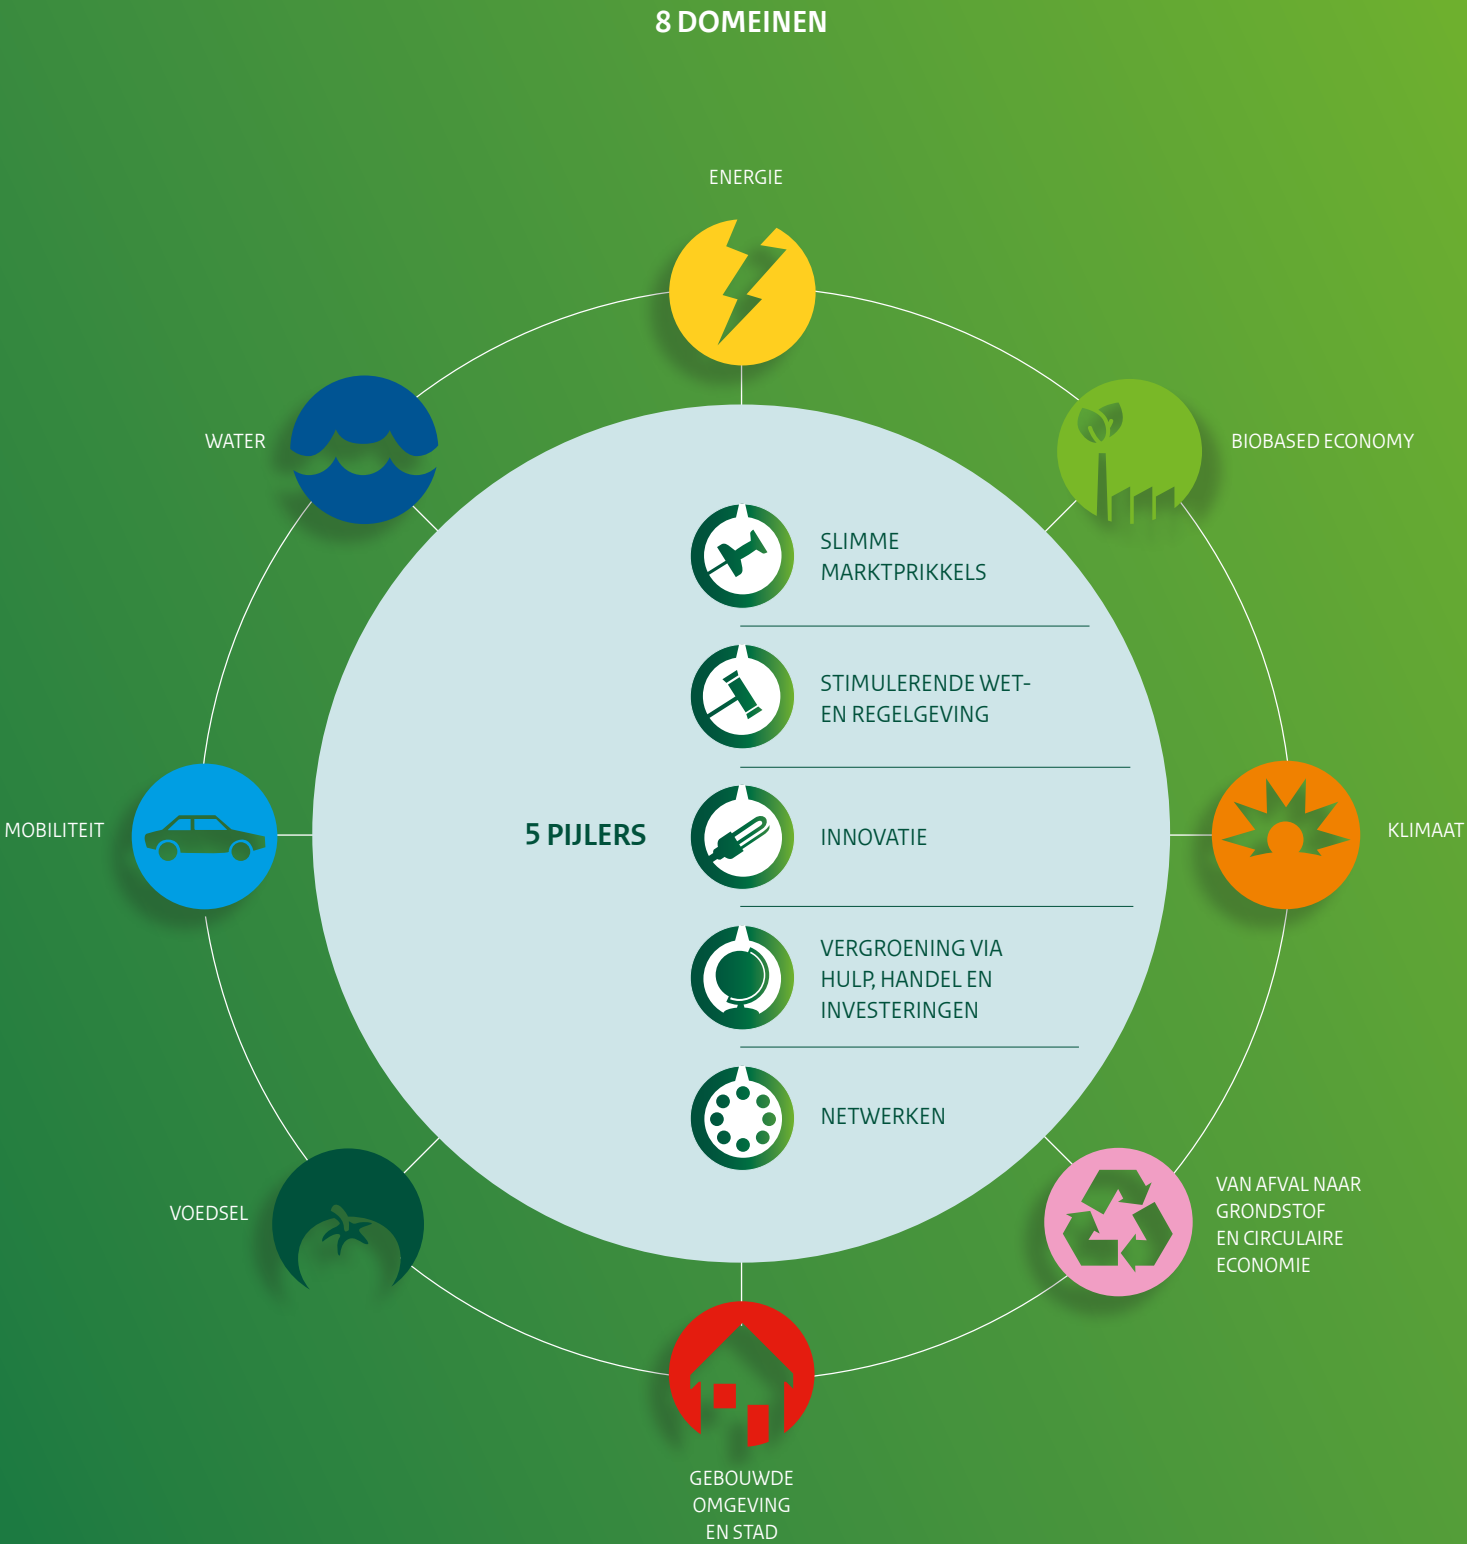 8 DOMEINEN
ENERGIE
WATER
BIOBASED ECONOMY
SLIMME
MARKTPRIKKELS
STIMULERENDE WET-
EN REGELGEVING
MOBILITEIT
5 PIJLERS
INNOVATIE
KLIMAAT
VERGROENING VIA
HULP, HANDEL EN
INVESTERINGEN
NETWERKEN
VOEDSEL
VAN AFVAL NAAR
GRONDSTOF
EN CIRCULAIRE
ECONOMIE
GEBOUWDE
OMGEVING
EN STAD